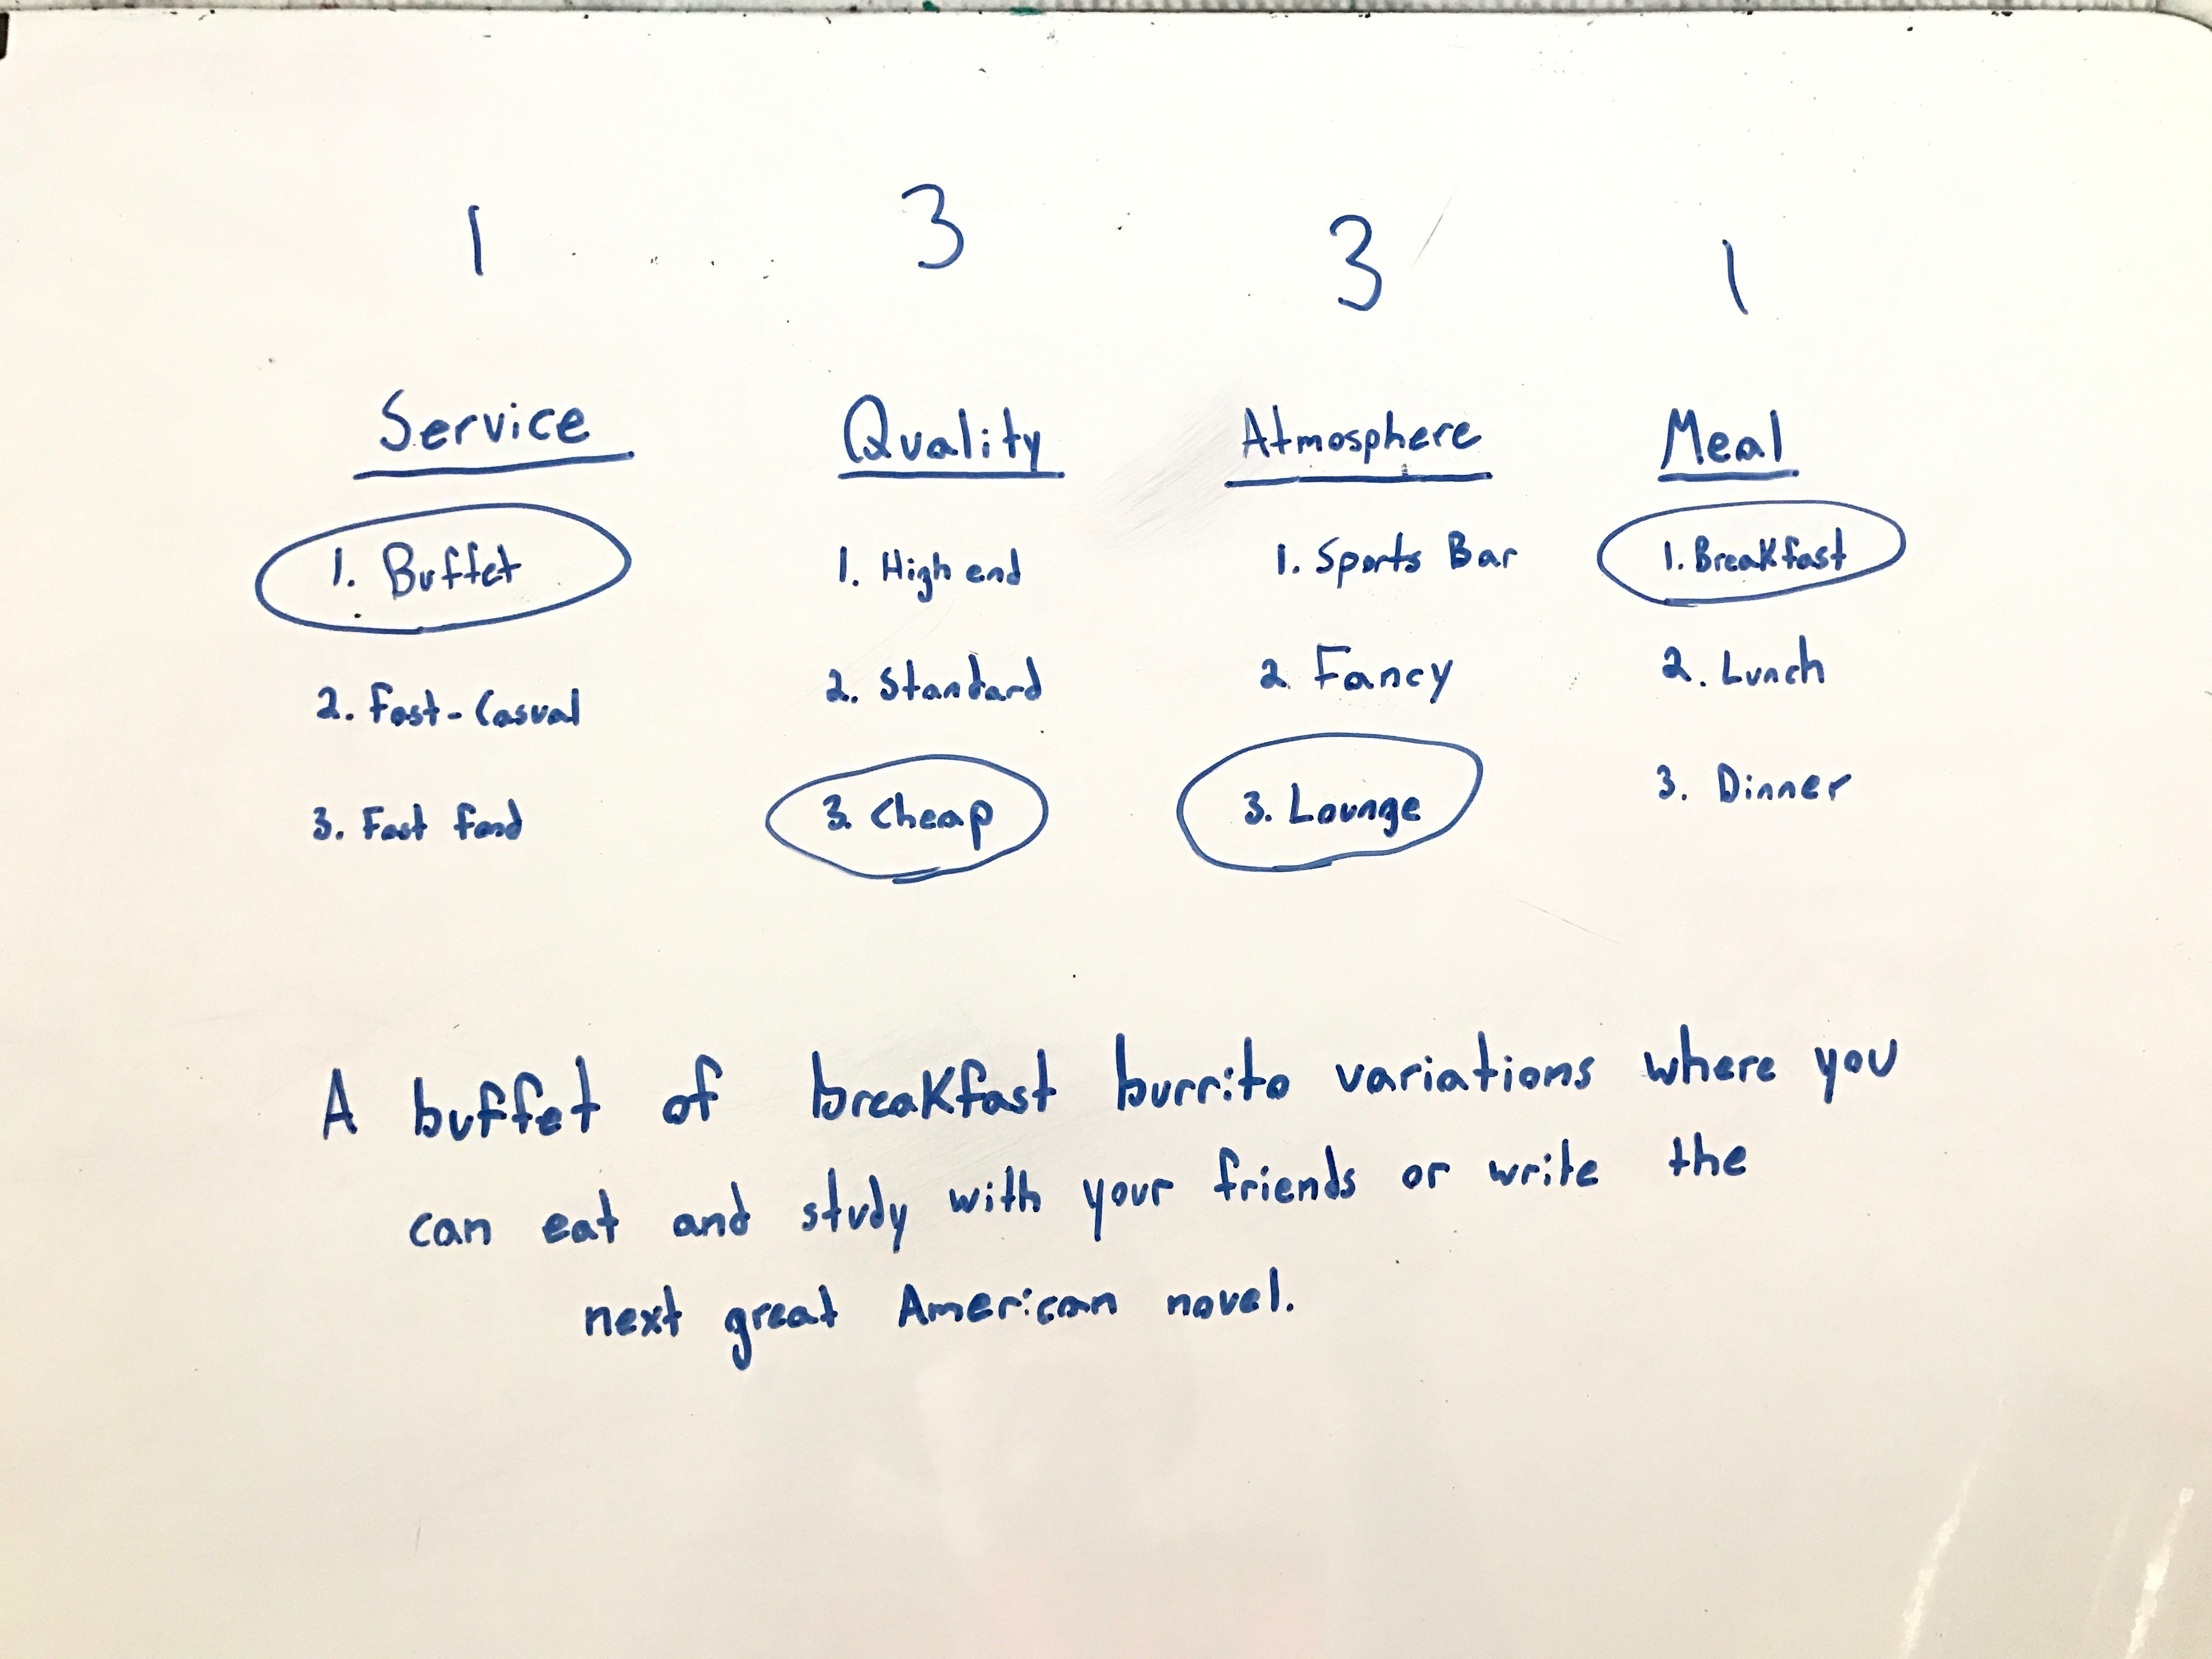 1 3 3 1
Service Quality Atmosphere Meal
1. Buffet 1. High end 1. Sports Bar 1. Breakfast
2. Fast-Casual 2. Standard 2. Fancy 2. Lunch
3. Fast food 3. Cheap 3. Lounge 3. Dinner
A buffet of breakfast burrito variations where you
can eat and study with your friends or write the
next great American novel.